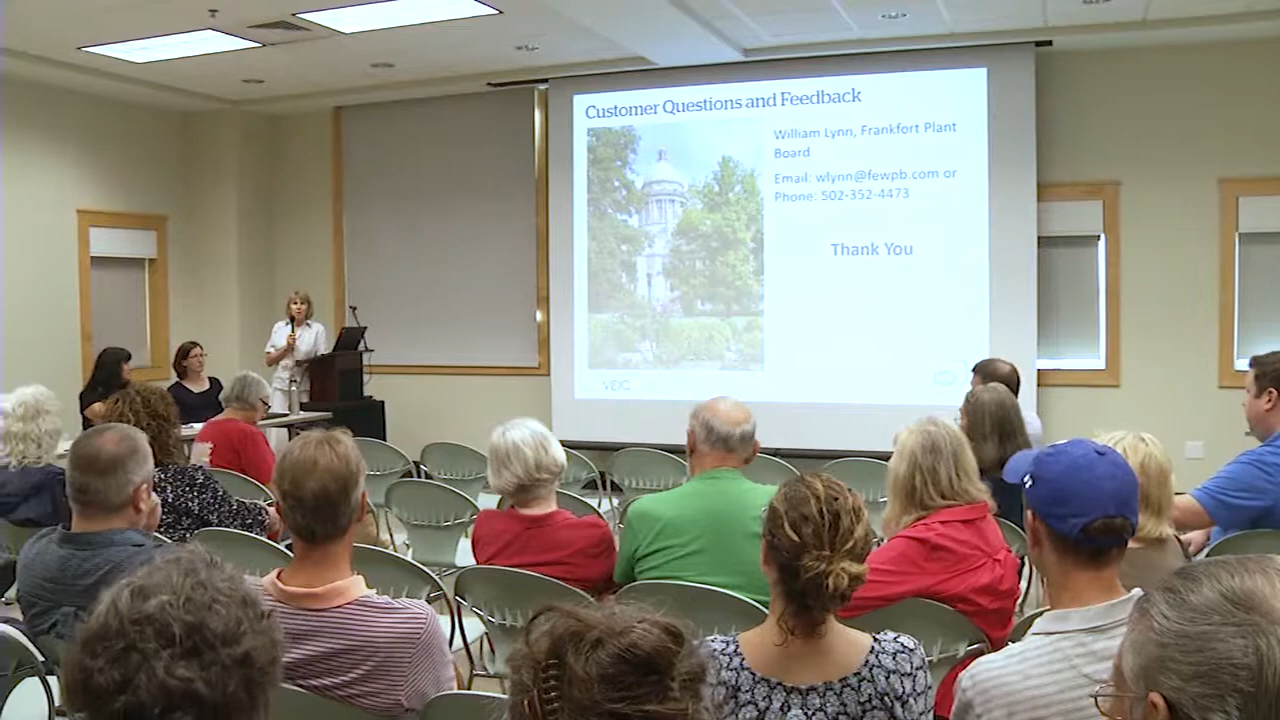 Customer Questions and Feedback
William Lynn, Frankfort Plant
Board
Email: wlynn@fewpb.com or
Phone: 502-352-4473
Thank You
VEIC